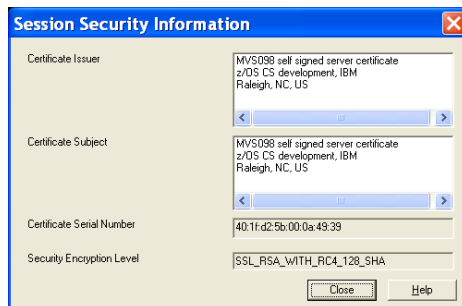 Session Security Information
Certificate Issuer
MVS098 self signed server certificate
z/OS CS development, IBM
Raleigh, NC, US
Certificate Subject
MVS098 self signed server certificate
z/OS CS development, IBM
Raleigh, NC, US
Certificate Serial Number
40:1f:d2:5b:00:0a:49:39
Security Encryption Level
SSL_RSA_WITH_RC4_128_SHA
Close Help